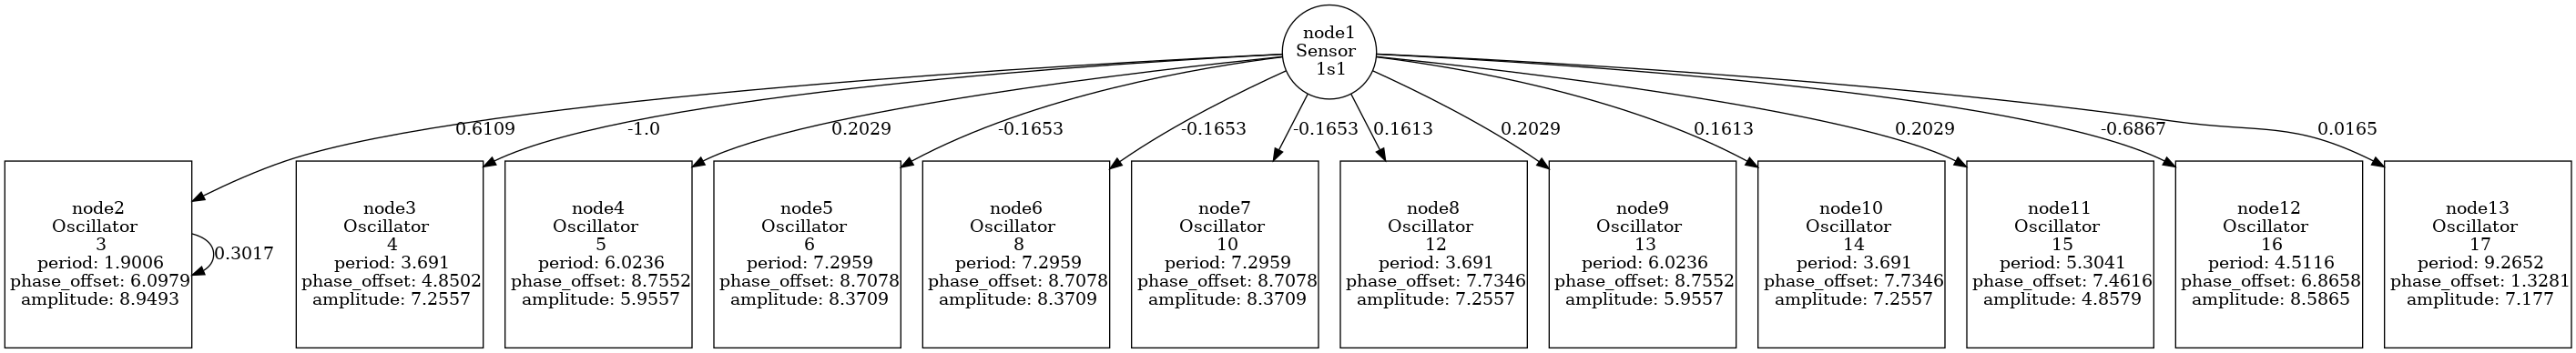 node1
Sensor
1s1
0.6109
-1.0
0.2029
-0.1653
-0.1653
-0.1653
0.1613
0.2029
0.1613
0.2029
-0.6867
0.0165
node2
Oscillator
3
period: 1.9006
phase_offset: 6.0979
amplitude: 8.9493
0.3017
node3
Oscillator
4
period: 3.691
phase_offset: 4.8502
amplitude: 7.2557
node4
Oscillator
5
period: 6.0236
phase_offset: 8.7552
amplitude: 5.9557
node5
Oscillator
6
period: 7.2959
phase_offset: 8.7078
amplitude: 8.3709
node6
Oscillator
8
period: 7.2959
phase_offset: 8.7078
amplitude: 8.3709
node7
Oscillator
10
period: 7.2959
phase_offset: 8.7078
amplitude: 8.3709
node8
Oscillator
12
period: 3.691
phase_offset: 7.7346
amplitude: 7.2557
node9
Oscillator
13
period: 6.0236
phase_offset: 8.7552
amplitude: 5.9557
node10
Oscillator
14
period: 3.691
phase_offset: 7.7346
amplitude: 7.2557
node11
Oscillator
15
period: 5.3041
phase_offset: 7.4616
amplitude: 4.8579
node12
Oscillator
16
period: 4.5116
phase_offset: 6.8658
amplitude: 8.5865
node13
Oscillator
17
period: 9.2652
phase_offset: 1.3281
amplitude: 7.177